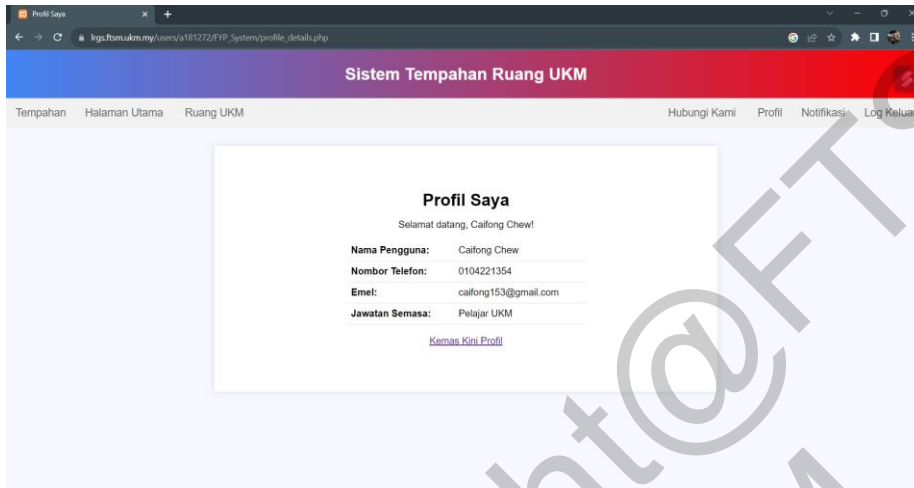 Profil Saya
lrgs.ftsm.ukm.my/users/a181272/FYP_System/profile_details.php
Sistem Tempahan Ruang UKM
Tempahan Halaman Utama Ruang UKM Hubungi Kami Profil Notifikasi Log Keluar
Profil Saya
Selamat datang, Caifong Chew!
Nama Pengguna: Caifong Chew
Nombor Telefon: 0104221354
Emel: caifong153@gmail.com
Jawatan Semasa: Pelajar UKM
Kemas Kini Profil